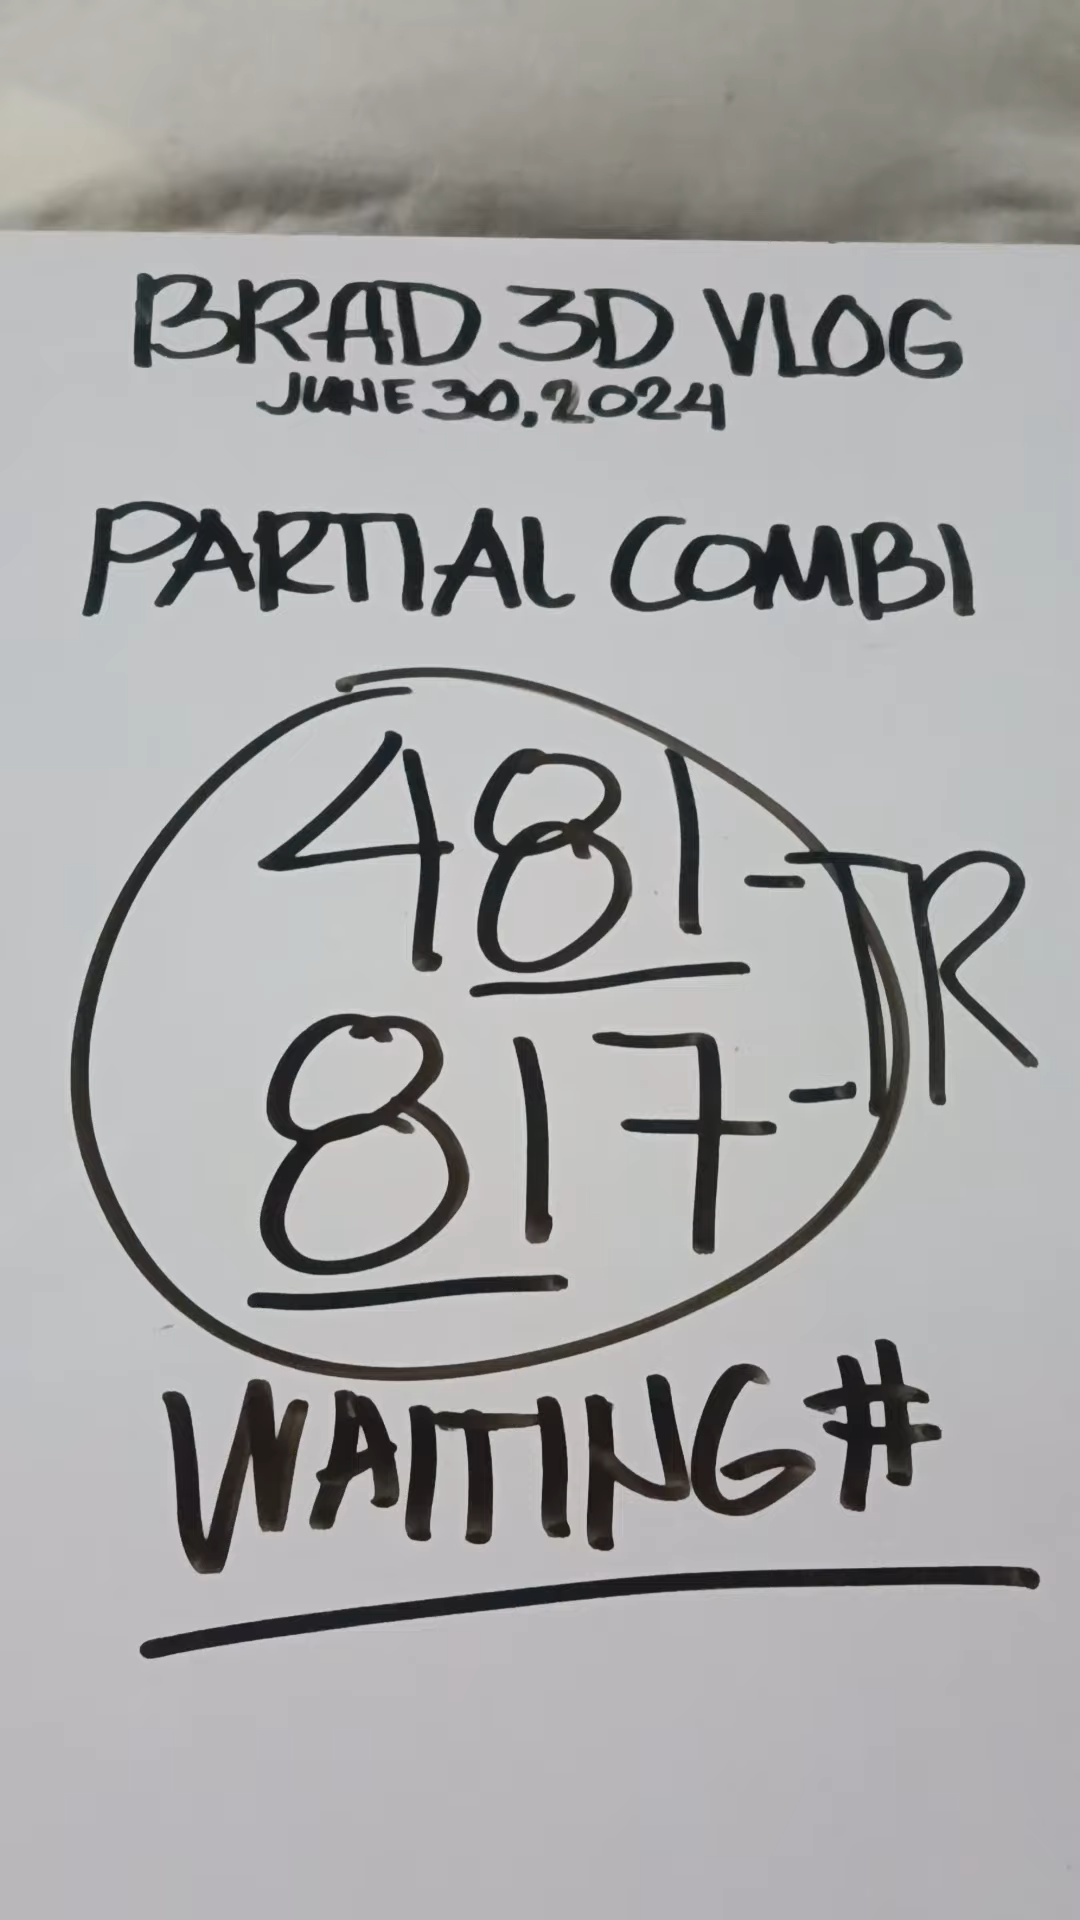 BRAD 3D VLOG
JUNE 30, 2024
PARTIAL COMBI
481-TR
817-
WAITING#